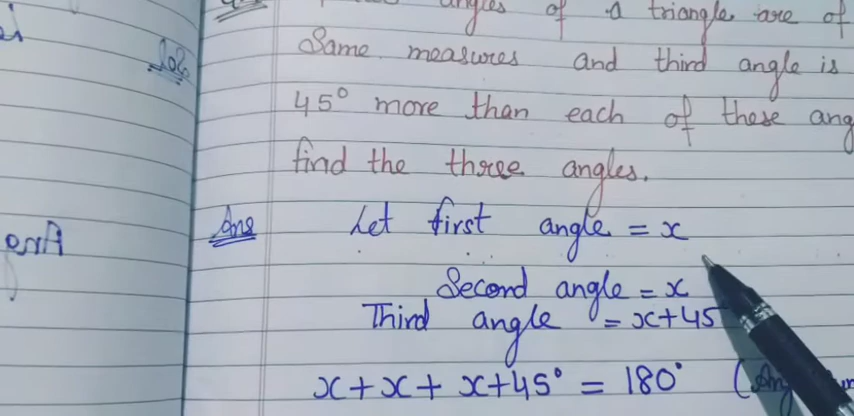 angles of a triangle are of
Same measures and third angle is
45° more than each of these ang
find the three angles.
Ans Let first angle = x
Second angle = x
Third angle = x+45
x + x + x+45° = 180° (Ang